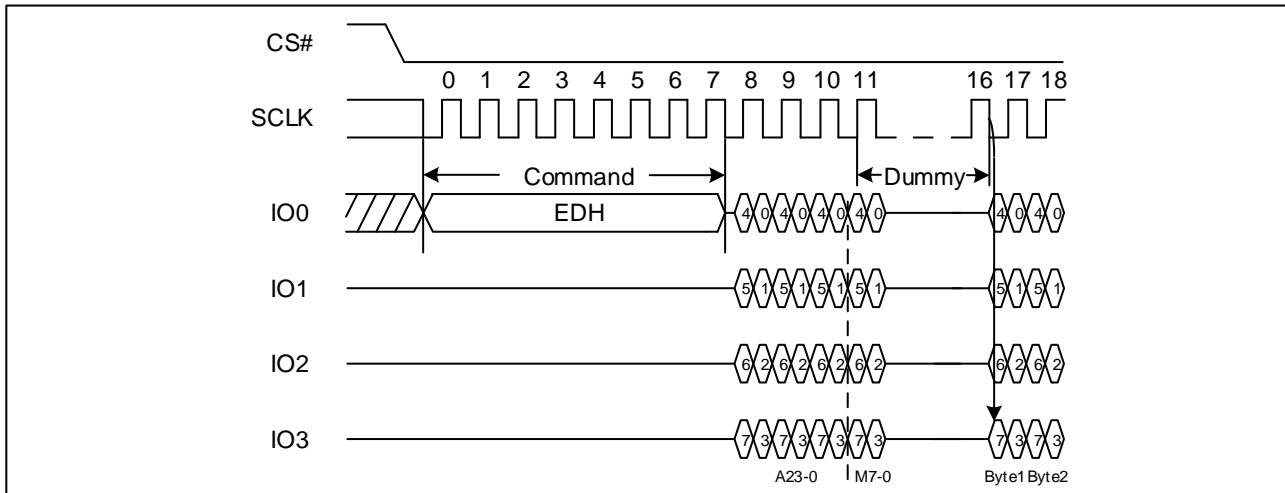 CS#
0 1 2 3 4 5 6 7 8 9 10 11 16 17 18
SCLK
Command Dummy
IO0 EDH 4 0 4 0 4 0 4 0 4 0 4 0
IO1 5 1 5 1 5 1 5 1 5 1 5 1
IO2 6 2 6 2 6 2 6 2 6 2 6 2
IO3 7 3 7 3 7 3 7 3 7 3 7 3
A23-0 M7-0 Byte1 Byte2